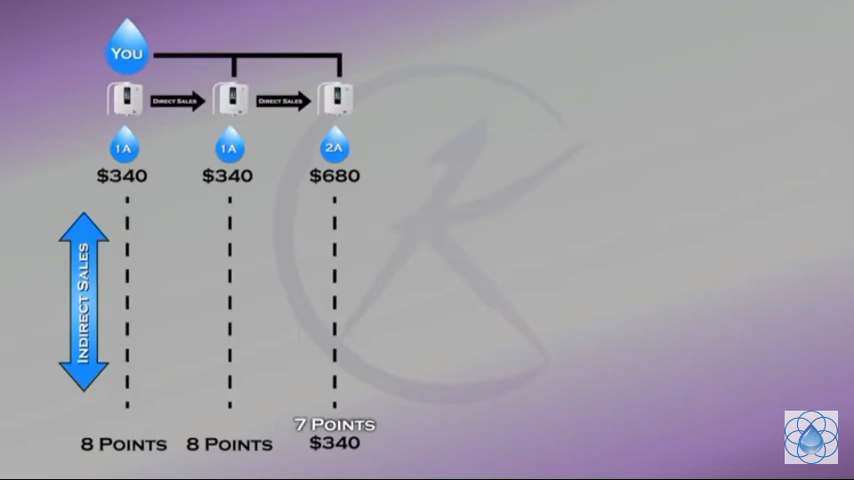 YOU
DIRECT SALES
DIRECT SALES
1A
1A
2A
$340
$340
$680
INDIRECT SALES
8 POINTS
8 POINTS
7 POINTS
$340